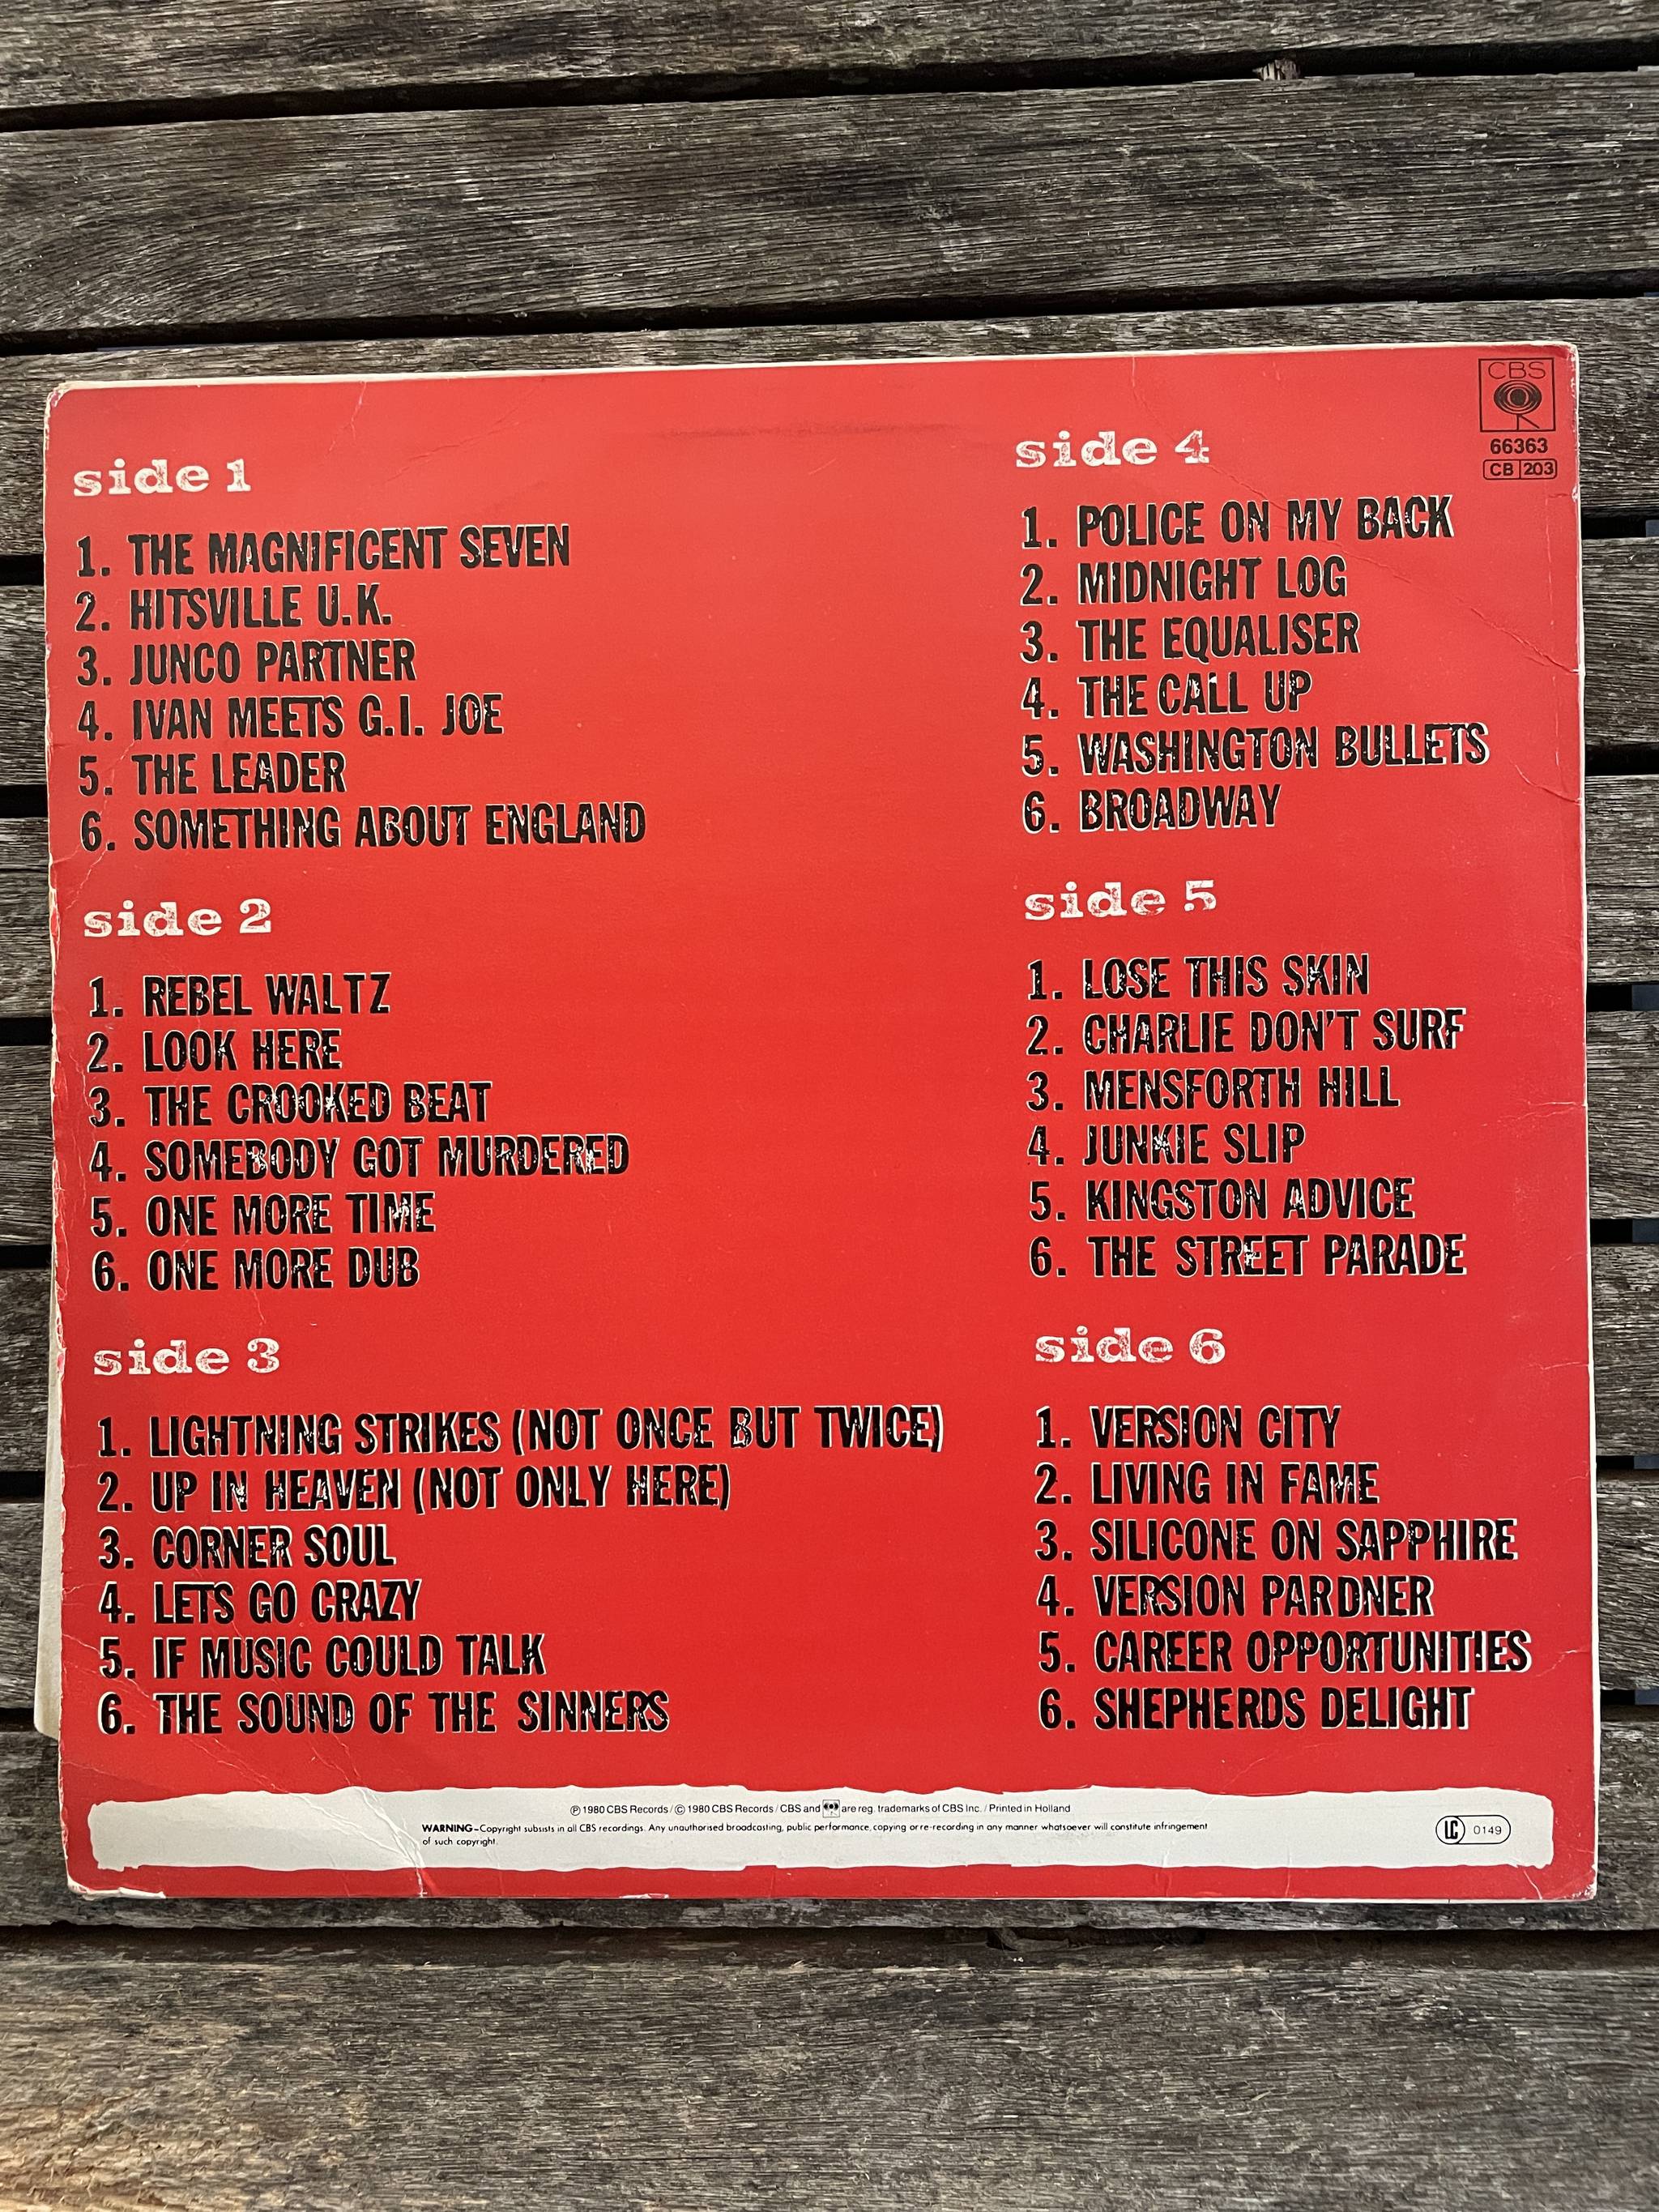 CBS
66363
CB 203
side 1
1. THE MAGNIFICENT SEVEN
2. HITSVILLE U.K.
3. JUNCO PARTNER
4. IVAN MEETS G.I. JOE
5. THE LEADER
6. SOMETHING ABOUT ENGLAND
side 2
1. REBEL WALTZ
2. LOOK HERE
3. THE CROOKED BEAT
4. SOMEBODY GOT MURDERED
5. ONE MORE TIME
6. ONE MORE DUB
side 3
1. LIGHTNING STRIKES (NOT ONCE BUT TWICE)
2. UP IN HEAVEN (NOT ONLY HERE)
3. CORNER SOUL
4. LETS GO CRAZY
5. IF MUSIC COULD TALK
6. THE SOUND OF THE SINNERS
side 4
1. POLICE ON MY BACK
2. MIDNIGHT LOG
3. THE EQUALISER
4. THE CALL UP
5. WASHINGTON BULLETS
6. BROADWAY
side 5
1. LOSE THIS SKIN
2. CHARLIE DON'T SURF
3. MENSFORTH HILL
4. JUNKIE SLIP
5. KINGSTON ADVICE
6. THE STREET PARADE
side 6
1. VERSION CITY
2. LIVING IN FAME
3. SILICONE ON SAPPHIRE
4. VERSION PARDNER
5. CAREER OPPORTUNITIES
6. SHEPHERDS DELIGHT
℗ 1980 CBS Records / © 1980 CBS Records / CBS and are reg. trademarks of CBS Inc. / Printed in Holland
WARNING–Copyright subsists in all CBS recordings. Any unauthorised broadcasting, public performance, copying or re-recording in any manner whatsoever will constitute infringement
of such copyright.
LC 0149